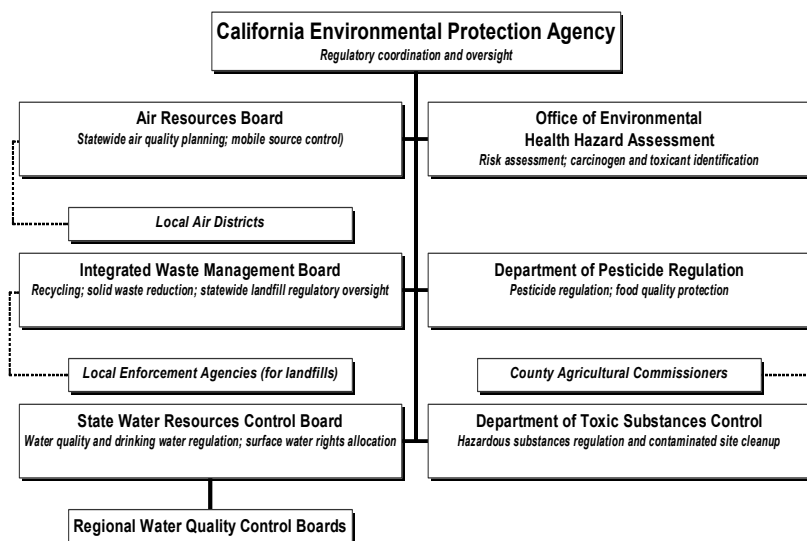 California Environmental Protection Agency
Regulatory coordination and oversight
Air Resources Board
Statewide air quality planning; mobile source control)
Office of Environmental
Health Hazard Assessment
Risk assessment; carcinogen and toxicant identification
Local Air Districts
Integrated Waste Management Board
Recycling; solid waste reduction; statewide landfill regulatory oversight
Department of Pesticide Regulation
Pesticide regulation; food quality protection
Local Enforcement Agencies (for landfills)
County Agricultural Commissioners
State Water Resources Control Board
Water quality and drinking water regulation; surface water rights allocation
Department of Toxic Substances Control
Hazardous substances regulation and contaminated site cleanup
Regional Water Quality Control Boards